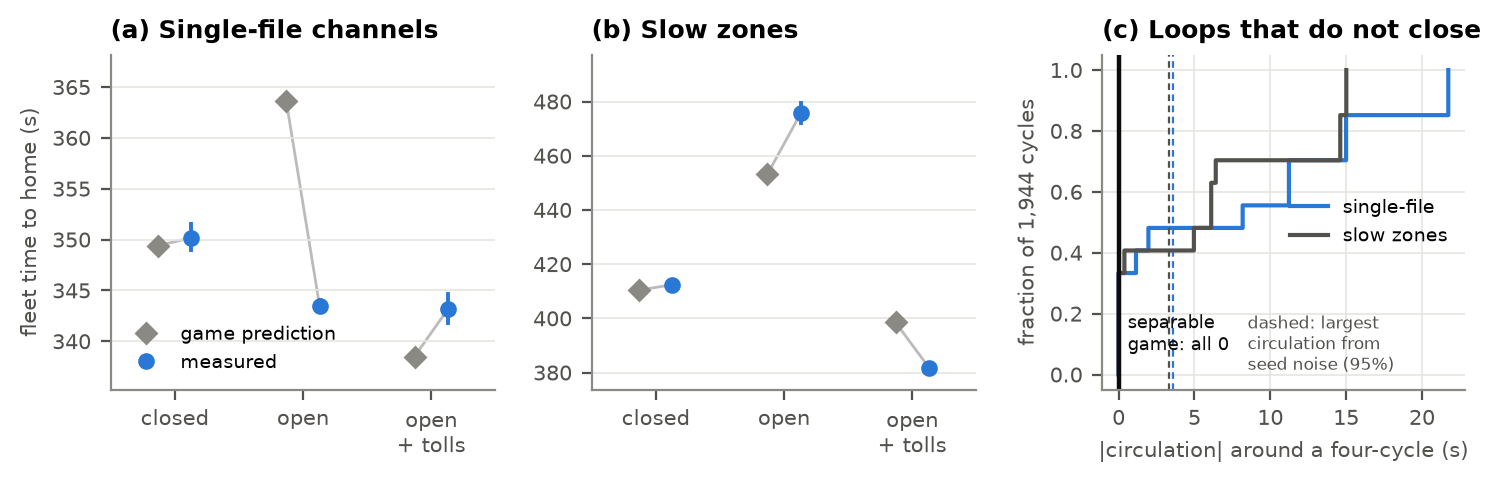 (a) Single-file channels
fleet time to home (s)
365
360
355
350
345
340
game prediction
measured
closed
open
open
+ tolls
(b) Slow zones
480
460
440
420
400
380
closed
open
open
+ tolls
(c) Loops that do not close
fraction of 1,944 cycles
1.0
0.8
0.6
0.4
0.2
0.0
single-file
slow zones
separable
game: all 0
dashed: largest
circulation from
seed noise (95%)
0
5
10
15
20
|circulation| around a four-cycle (s)